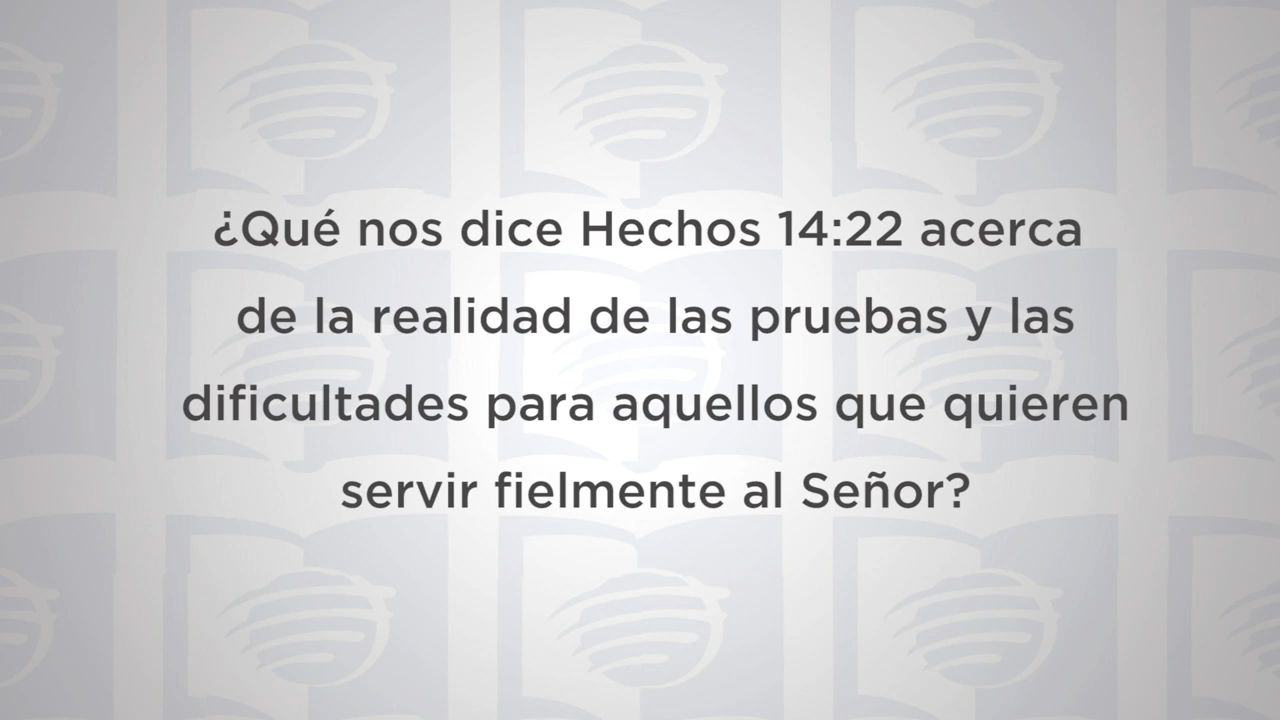 ¿Qué nos dice Hechos 14:22 acerca
de la realidad de las pruebas y las
dificultades para aquellos que quieren
servir fielmente al Señor?